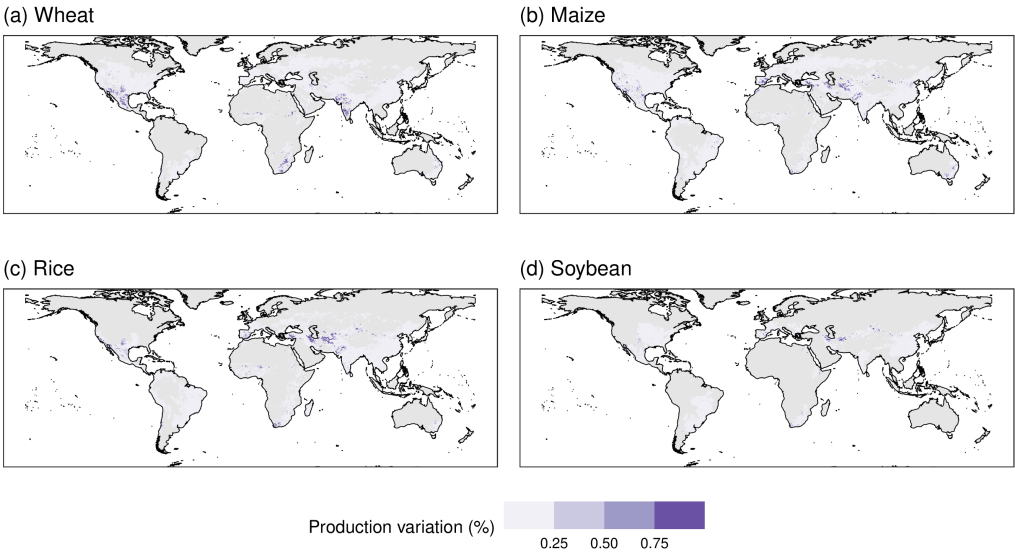 (a) Wheat
(b) Maize
(c) Rice
(d) Soybean
Production variation (%)
0.25 0.50 0.75